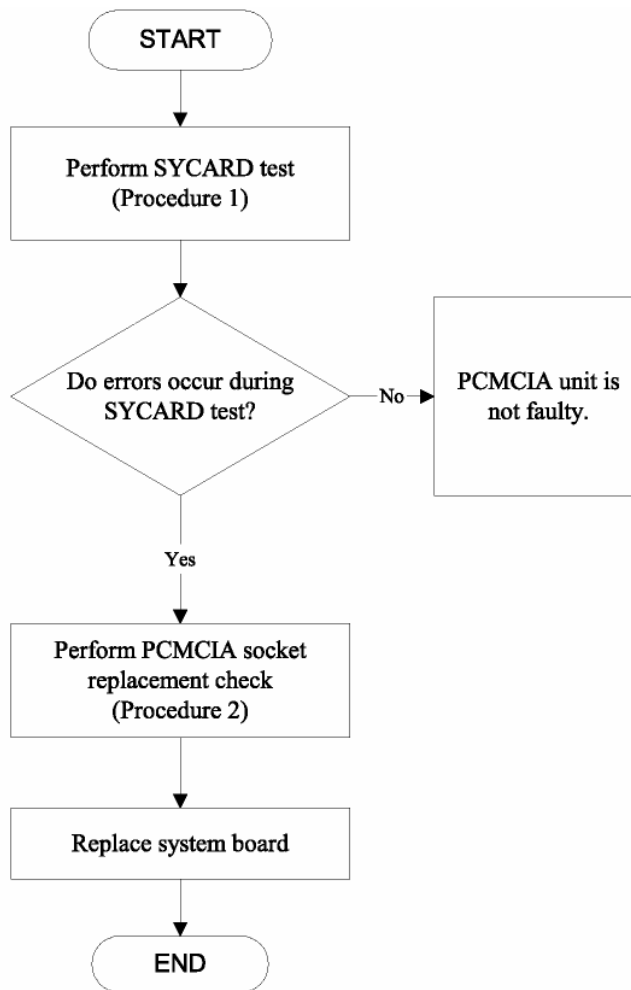 START
Perform SYCARD test
(Procedure 1)
Do errors occur during
SYCARD test?
No
PCMCIA unit is
not faulty.
Yes
Perform PCMCIA socket
replacement check
(Procedure 2)
Replace system board
END